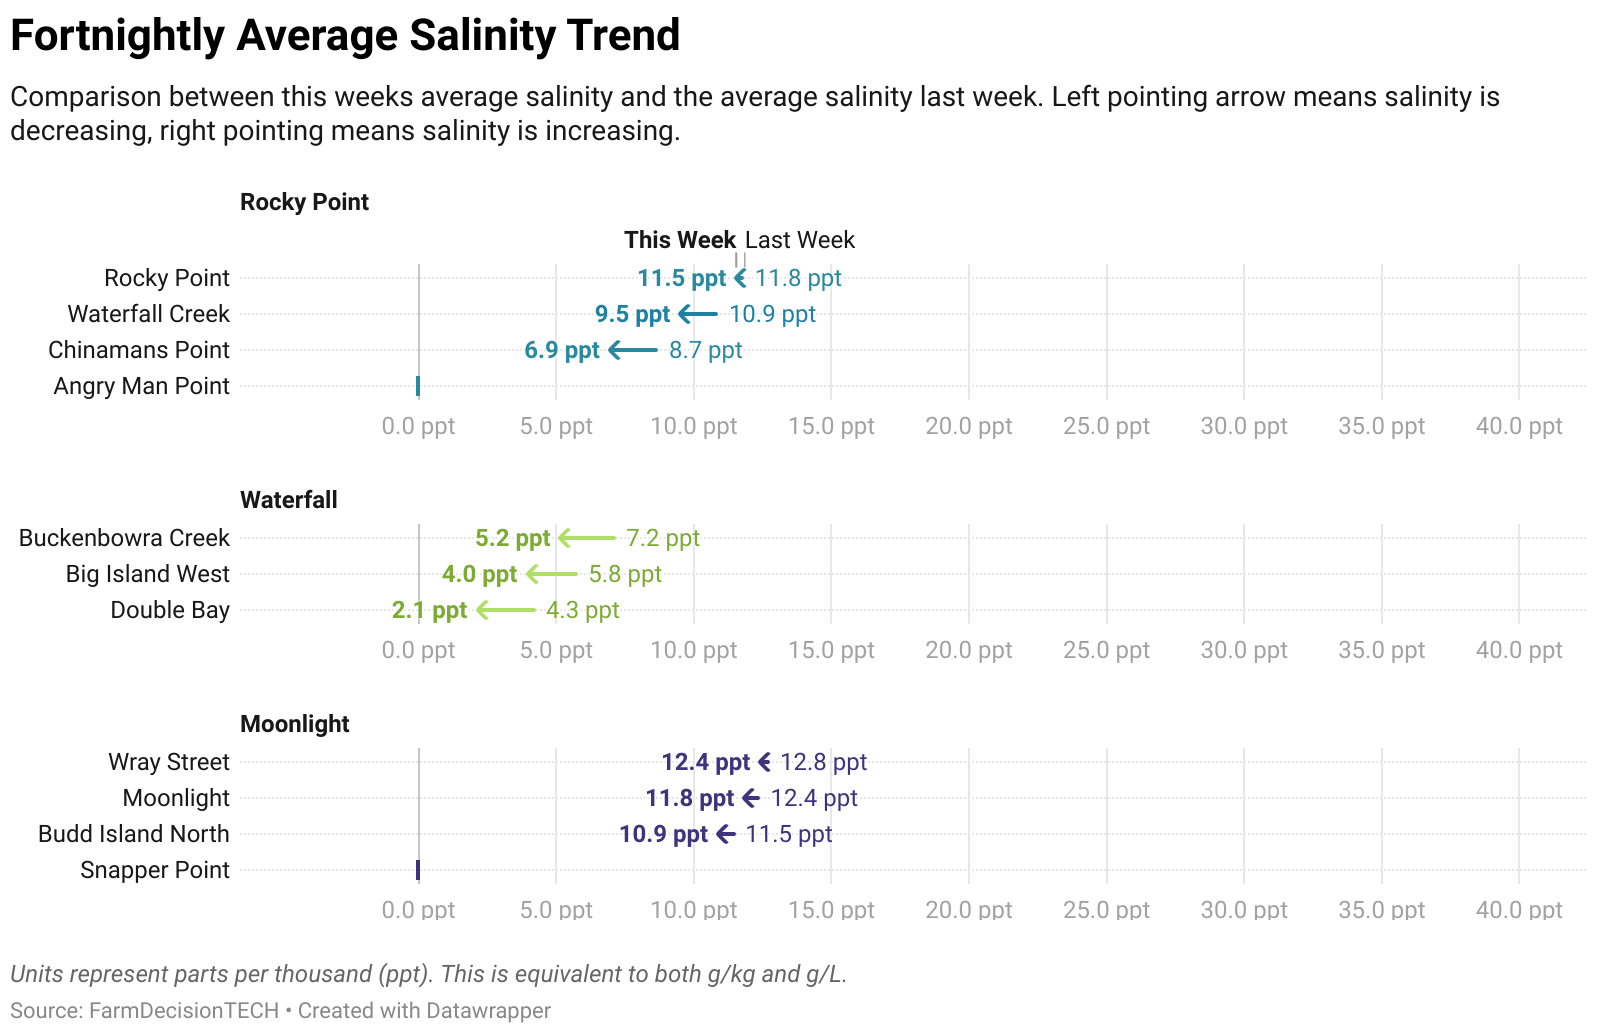 Fortnightly Average Salinity Trend
Comparison between this weeks average salinity and the average salinity last week. Left pointing arrow means salinity is
decreasing, right pointing means salinity is increasing.
Rocky Point
This Week Last Week
Rocky Point 11.5 ppt 11.8 ppt
Waterfall Creek 9.5 ppt 10.9 ppt
Chinamans Point 6.9 ppt 8.7 ppt
Angry Man Point
0.0 ppt 5.0 ppt 10.0 ppt 15.0 ppt 20.0 ppt 25.0 ppt 30.0 ppt 35.0 ppt 40.0 ppt
Waterfall
Buckenbowra Creek 5.2 ppt 7.2 ppt
Big Island West 4.0 ppt 5.8 ppt
Double Bay 2.1 ppt 4.3 ppt
0.0 ppt 5.0 ppt 10.0 ppt 15.0 ppt 20.0 ppt 25.0 ppt 30.0 ppt 35.0 ppt 40.0 ppt
Moonlight
Wray Street 12.4 ppt 12.8 ppt
Moonlight 11.8 ppt 12.4 ppt
Budd Island North 10.9 ppt 11.5 ppt
Snapper Point
0.0 ppt 5.0 ppt 10.0 ppt 15.0 ppt 20.0 ppt 25.0 ppt 30.0 ppt 35.0 ppt 40.0 ppt
Units represent parts per thousand (ppt). This is equivalent to both g/kg and g/L.
Source: FarmDecisionTECH • Created with Datawrapper